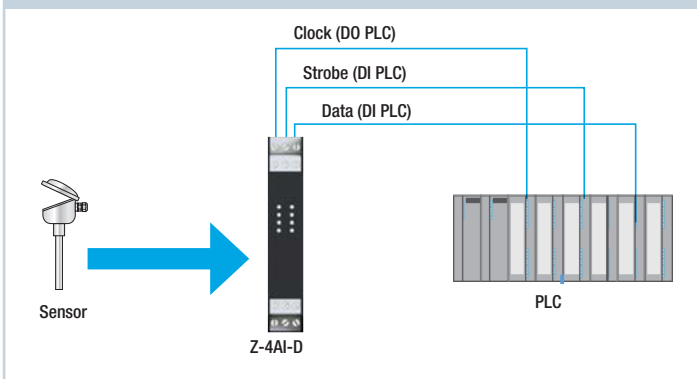 Clock (DO PLC)
Strobe (DI PLC)
Data (DI PLC)
Sensor
Z-4AI-D
PLC